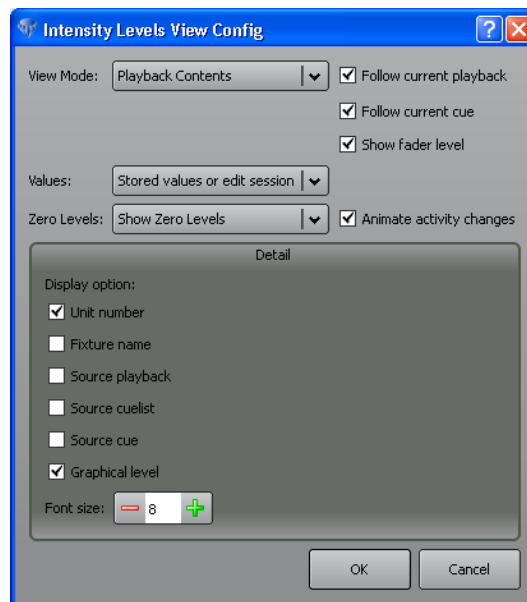 Intensity Levels View Config
View Mode: Playback Contents Follow current playback
Follow current cue
Show fader level
Values: Stored values or edit session
Zero Levels: Show Zero Levels Animate activity changes
Detail
Display option:
Unit number
Fixture name
Source playback
Source cuelist
Source cue
Graphical level
Font size: 8
OK Cancel